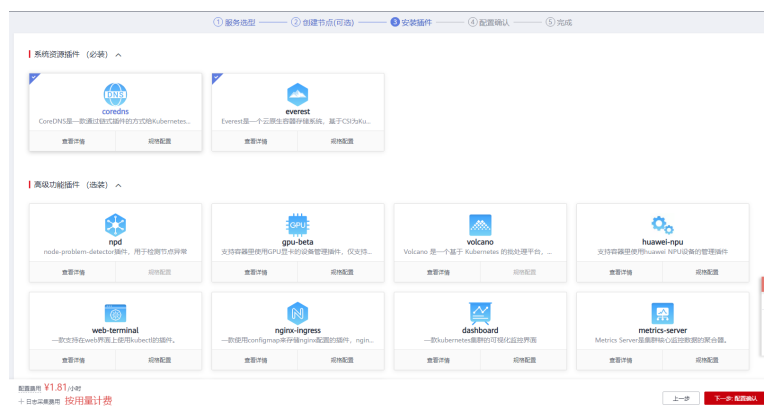 1 服务选型 2 创建节点(可选) 3 安装插件 4 配置确认 5 完成
系统资源插件 (必装)
DNS
coredns everest
CoreDNS是一款通过链式插件的方式给Kubernetes... Everest是一个云原生容器存储系统，基于CSI为Ku...
查看详情 规格配置 查看详情 规格配置
高级功能插件 (选装)
GPU
npd gpu-beta volcano huawei-npu
node-problem-detector插件，用于检测节点异常 支持容器里使用GPU显卡的设备管理插件，仅支持... Volcano 是一个基于 Kubernetes 的批处理平台，... 支持容器里使用huawei NPU设备的管理插件
查看详情 规格配置 查看详情 规格配置 查看详情 规格配置 查看详情 规格配置
N
web-terminal nginx-ingress dashboard metrics-server
一款支持在web界面上使用kubectl的插件。 一款使用configmap来存储nginx配置的插件，ngin... 一款kubernetes集群的可视化监控界面 Metrics Server是集群核心监控数据的聚合器。
查看详情 规格配置 查看详情 规格配置 查看详情 规格配置 查看详情 规格配置
配置费用 ¥1.81/小时
+ 日志采集费用 按用量计费
上一步 下一步: 配置确认